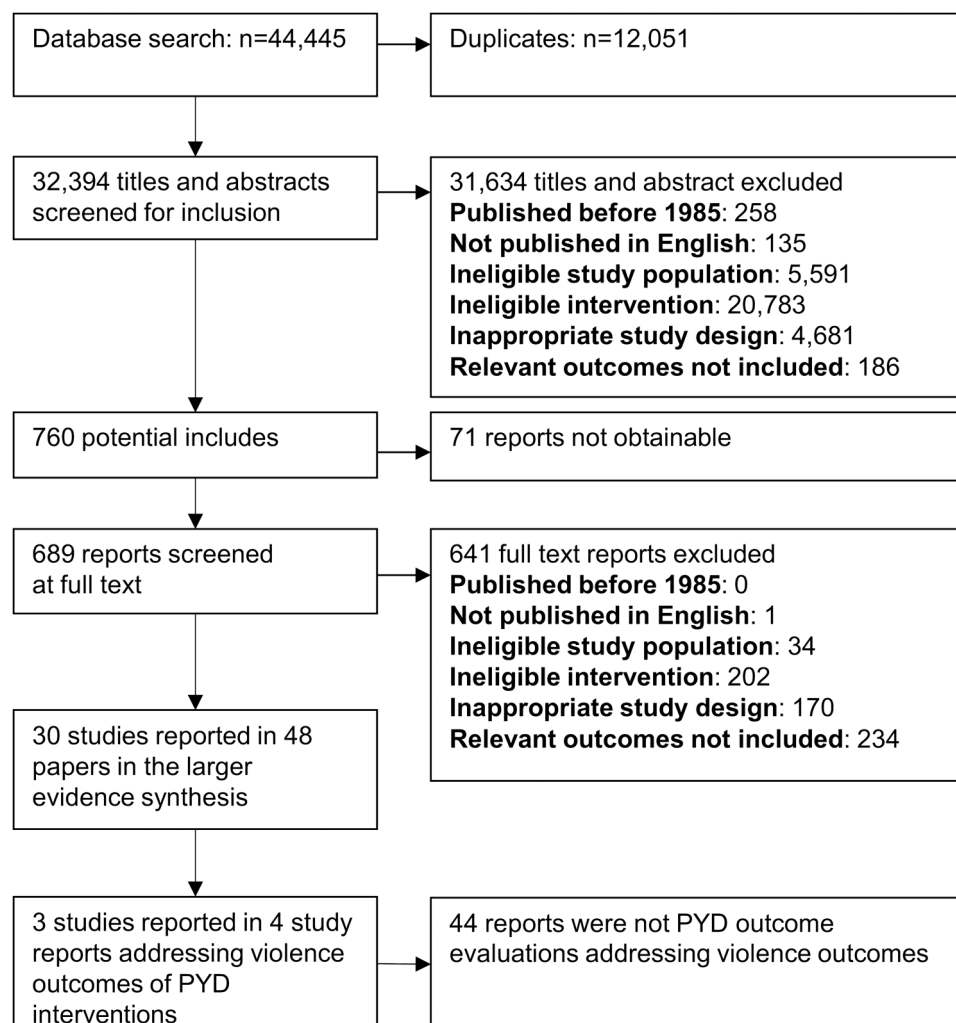 Database search: n=44,445
Duplicates: n=12,051
32,394 titles and abstracts
screened for inclusion
31,634 titles and abstract excluded
Published before 1985: 258
Not published in English: 135
Ineligible study population: 5,591
Ineligible intervention: 20,783
Inappropriate study design: 4,681
Relevant outcomes not included: 186
760 potential includes
71 reports not obtainable
689 reports screened
at full text
641 full text reports excluded
Published before 1985: 0
Not published in English: 1
Ineligible study population: 34
Ineligible intervention: 202
Inappropriate study design: 170
Relevant outcomes not included: 234
30 studies reported in 48
papers in the larger
evidence synthesis
3 studies reported in 4 study
reports addressing violence
outcomes of PYD
interventions
44 reports were not PYD outcome
evaluations addressing violence outcomes